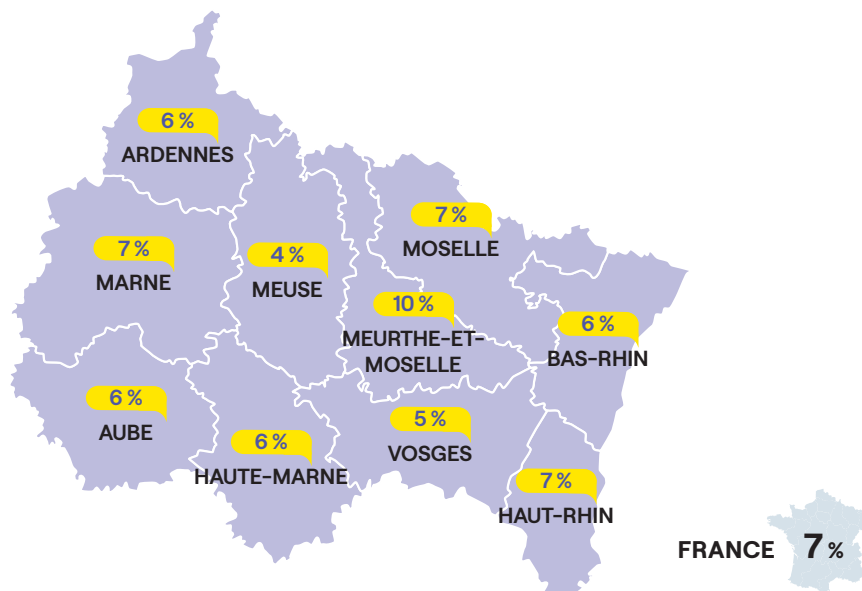 6 %
ARDENNES
7 %
MOSELLE
7 %
MARNE
4 %
MEUSE
10 %
MEURTHE-ET-
MOSELLE
6 %
BAS-RHIN
6 %
AUBE
6 %
HAUTE-MARNE
5 %
VOSGES
7 %
HAUT-RHIN
FRANCE 7 %